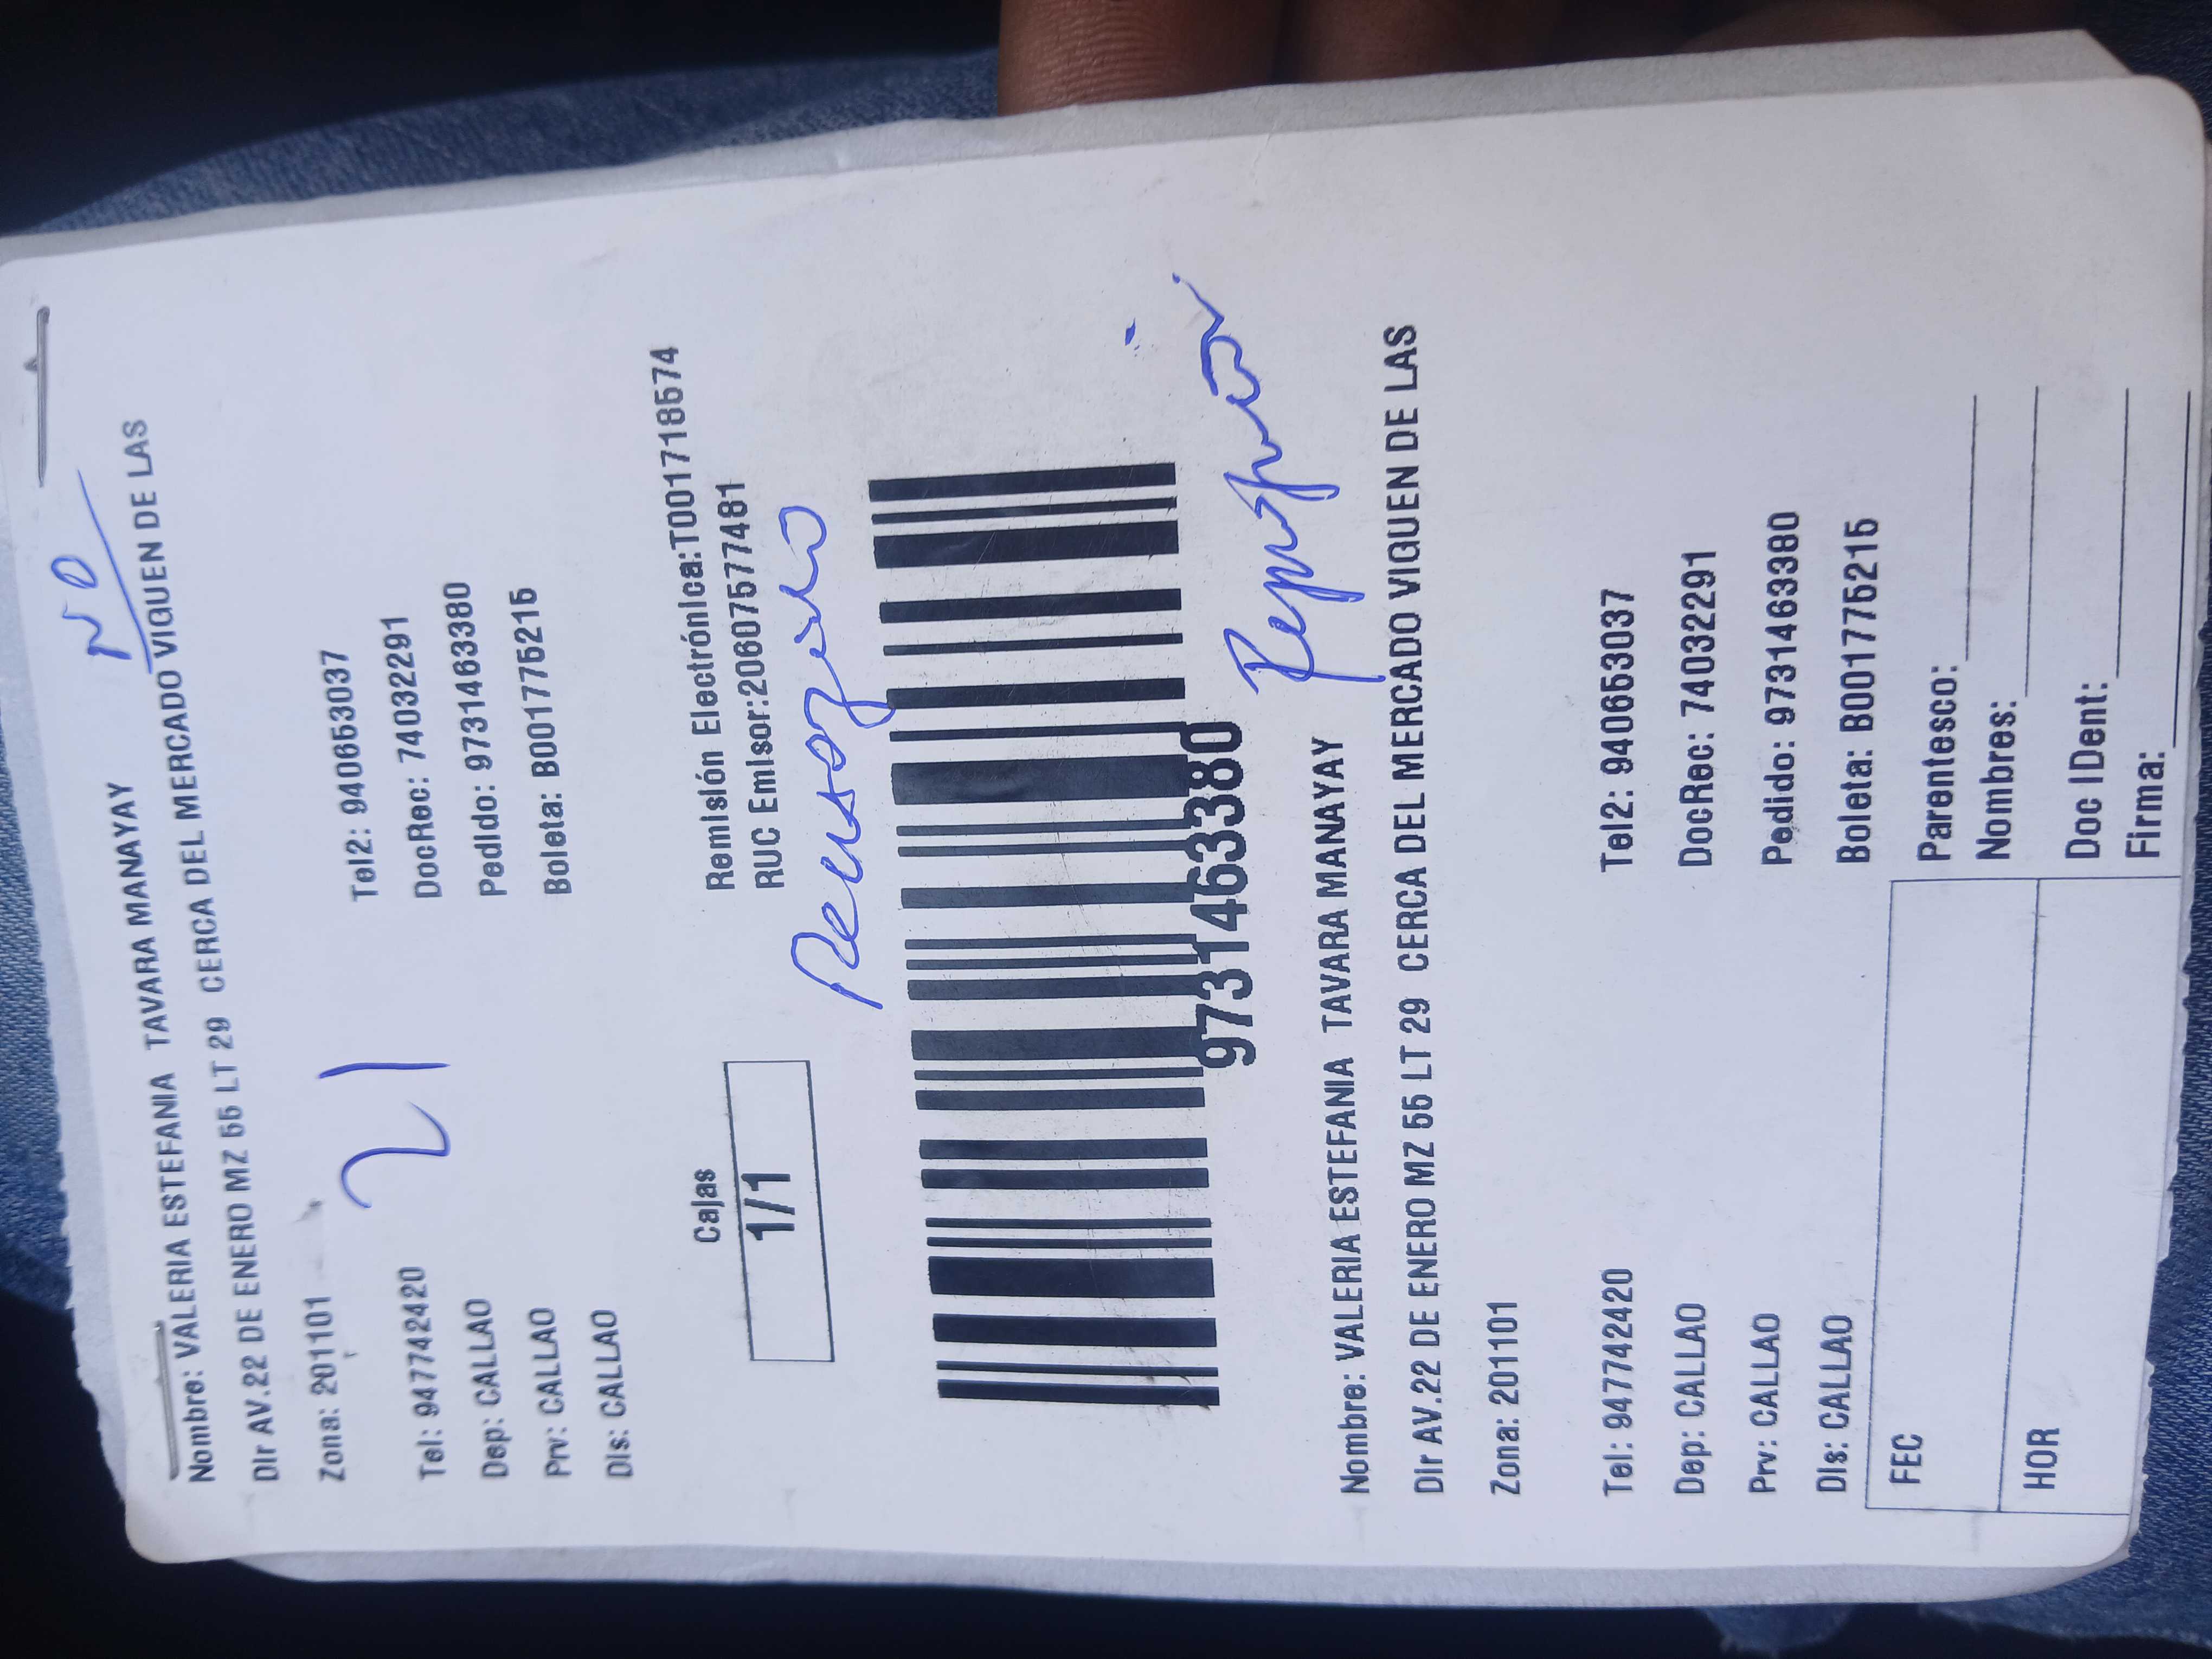 NO
Nombre: VALERIA ESTEFANIA TAVARA MANAYAY
DIr AV.22 DE ENERO MZ 55 LT 29 CERCA DEL MERCADO VIGUEN DE LAS
Zona: 201101
21
Tel: 947742420 Tel2: 940653037
Dep: CALLAO DocRec: 74032291
Prv: CALLAO Pedido: 9731463380
DIs: CALLAO Boleta: B001775215
Cajas Remisión Electrónica:T001718574
1/1 RUC Emisor:20607577481
9731463380
Nombre: VALERIA ESTEFANIA TAVARA MANAYAY
DIr AV.22 DE ENERO MZ 55 LT 29 CERCA DEL MERCADO VIGUEN DE LAS
Zona: 201101
Tel: 947742420 Tel2: 940653037
Dep: CALLAO DocRec: 74032291
Prv: CALLAO Pedido: 9731463380
DIs: CALLAO Boleta: B001775215
FEC Parentesco:
Nombres:
HOR Doc IDent:
Firma: